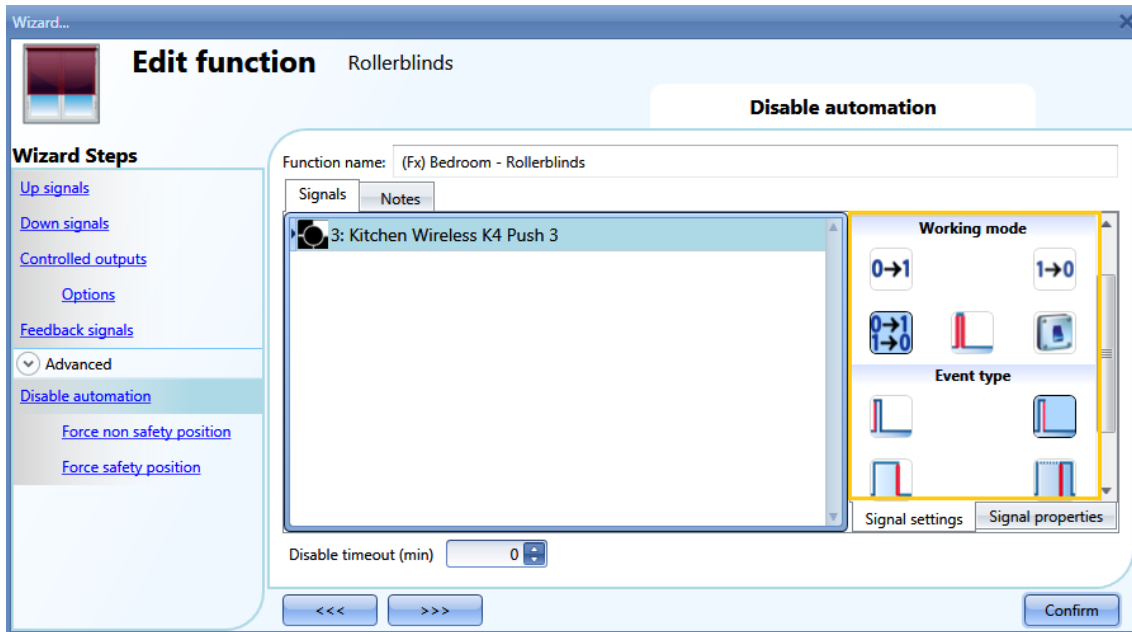 Wizard...
Edit function Rollerblinds
Disable automation
Wizard Steps
Up signals
Down signals
Controlled outputs
Options
Feedback signals
Advanced
Disable automation
Force non safety position
Force safety position
Function name: (Fx) Bedroom - Rollerblinds
Signals Notes
3: Kitchen Wireless K4 Push 3
Working mode
0→1 1→0
0→1
1→0
Event type
Signal settings Signal properties
Disable timeout (min) 0
<<< >>> Confirm